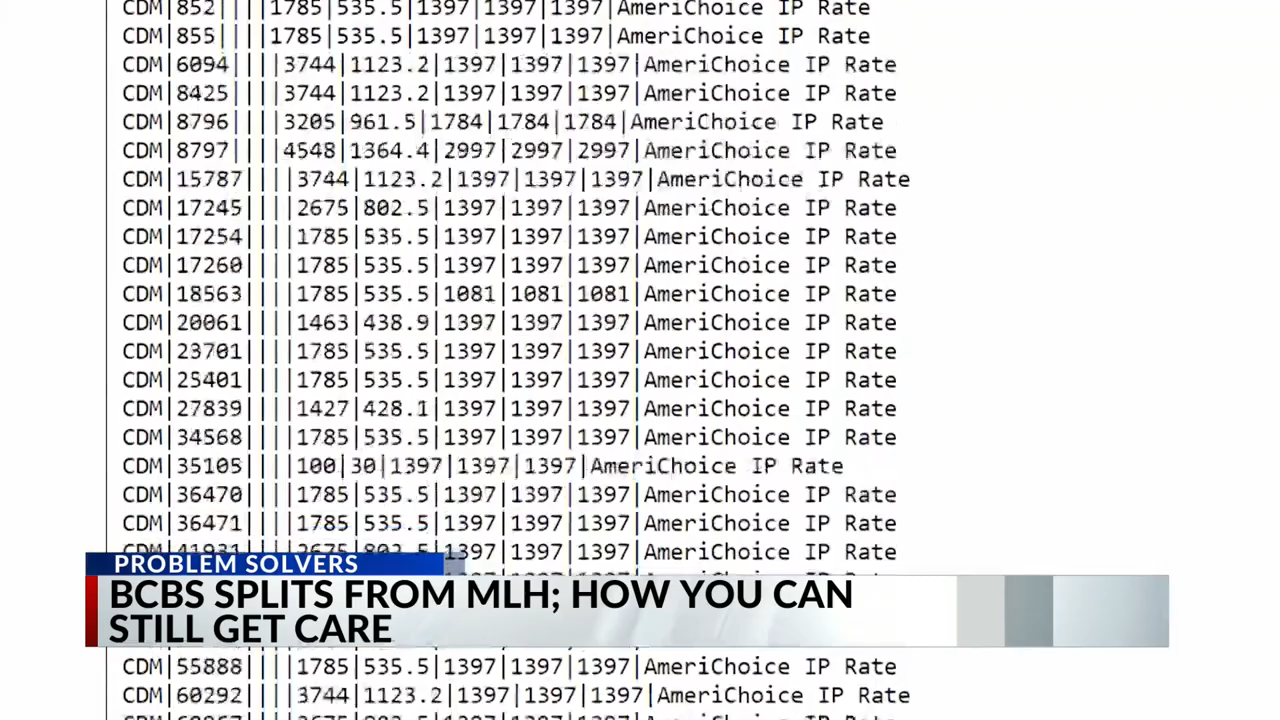 CDM|852||||1785|535.5|1397|1397|1397|AmeriChoice IP Rate
CDM|855||||1785|535.5|1397|1397|1397|AmeriChoice IP Rate
CDM|6094||||3744|1123.2|1397|1397|1397|AmeriChoice IP Rate
CDM|8425||||3744|1123.2|1397|1397|1397|AmeriChoice IP Rate
CDM|8796||||3205|961.5|1784|1784|1784|AmeriChoice IP Rate
CDM|8797||||4548|1364.4|2997|2997|2997|AmeriChoice IP Rate
CDM|15787||||3744|1123.2|1397|1397|1397|AmeriChoice IP Rate
CDM|17245||||2675|802.5|1397|1397|1397|AmeriChoice IP Rate
CDM|17254||||1785|535.5|1397|1397|1397|AmeriChoice IP Rate
CDM|17260||||1785|535.5|1397|1397|1397|AmeriChoice IP Rate
CDM|18563||||1785|535.5|1081|1081|1081|AmeriChoice IP Rate
CDM|20061||||1463|438.9|1397|1397|1397|AmeriChoice IP Rate
CDM|23701||||1785|535.5|1397|1397|1397|AmeriChoice IP Rate
CDM|25401||||1785|535.5|1397|1397|1397|AmeriChoice IP Rate
CDM|27839||||1427|428.1|1397|1397|1397|AmeriChoice IP Rate
CDM|34568||||1785|535.5|1397|1397|1397|AmeriChoice IP Rate
CDM|35105||||100|30|1397|1397|1397|AmeriChoice IP Rate
CDM|36470||||1785|535.5|1397|1397|1397|AmeriChoice IP Rate
CDM|36471||||1785|535.5|1397|1397|1397|AmeriChoice IP Rate
1397|1397|1397|AmeriChoice IP Rate
PROBLEM SOLVERS
BCBS SPLITS FROM MLH; HOW YOU CAN
STILL GET CARE
CDM|55888||||1785|535.5|1397|1397|1397|AmeriChoice IP Rate
CDM|60292||||3744|1123.2|1397|1397|1397|AmeriChoice IP Rate